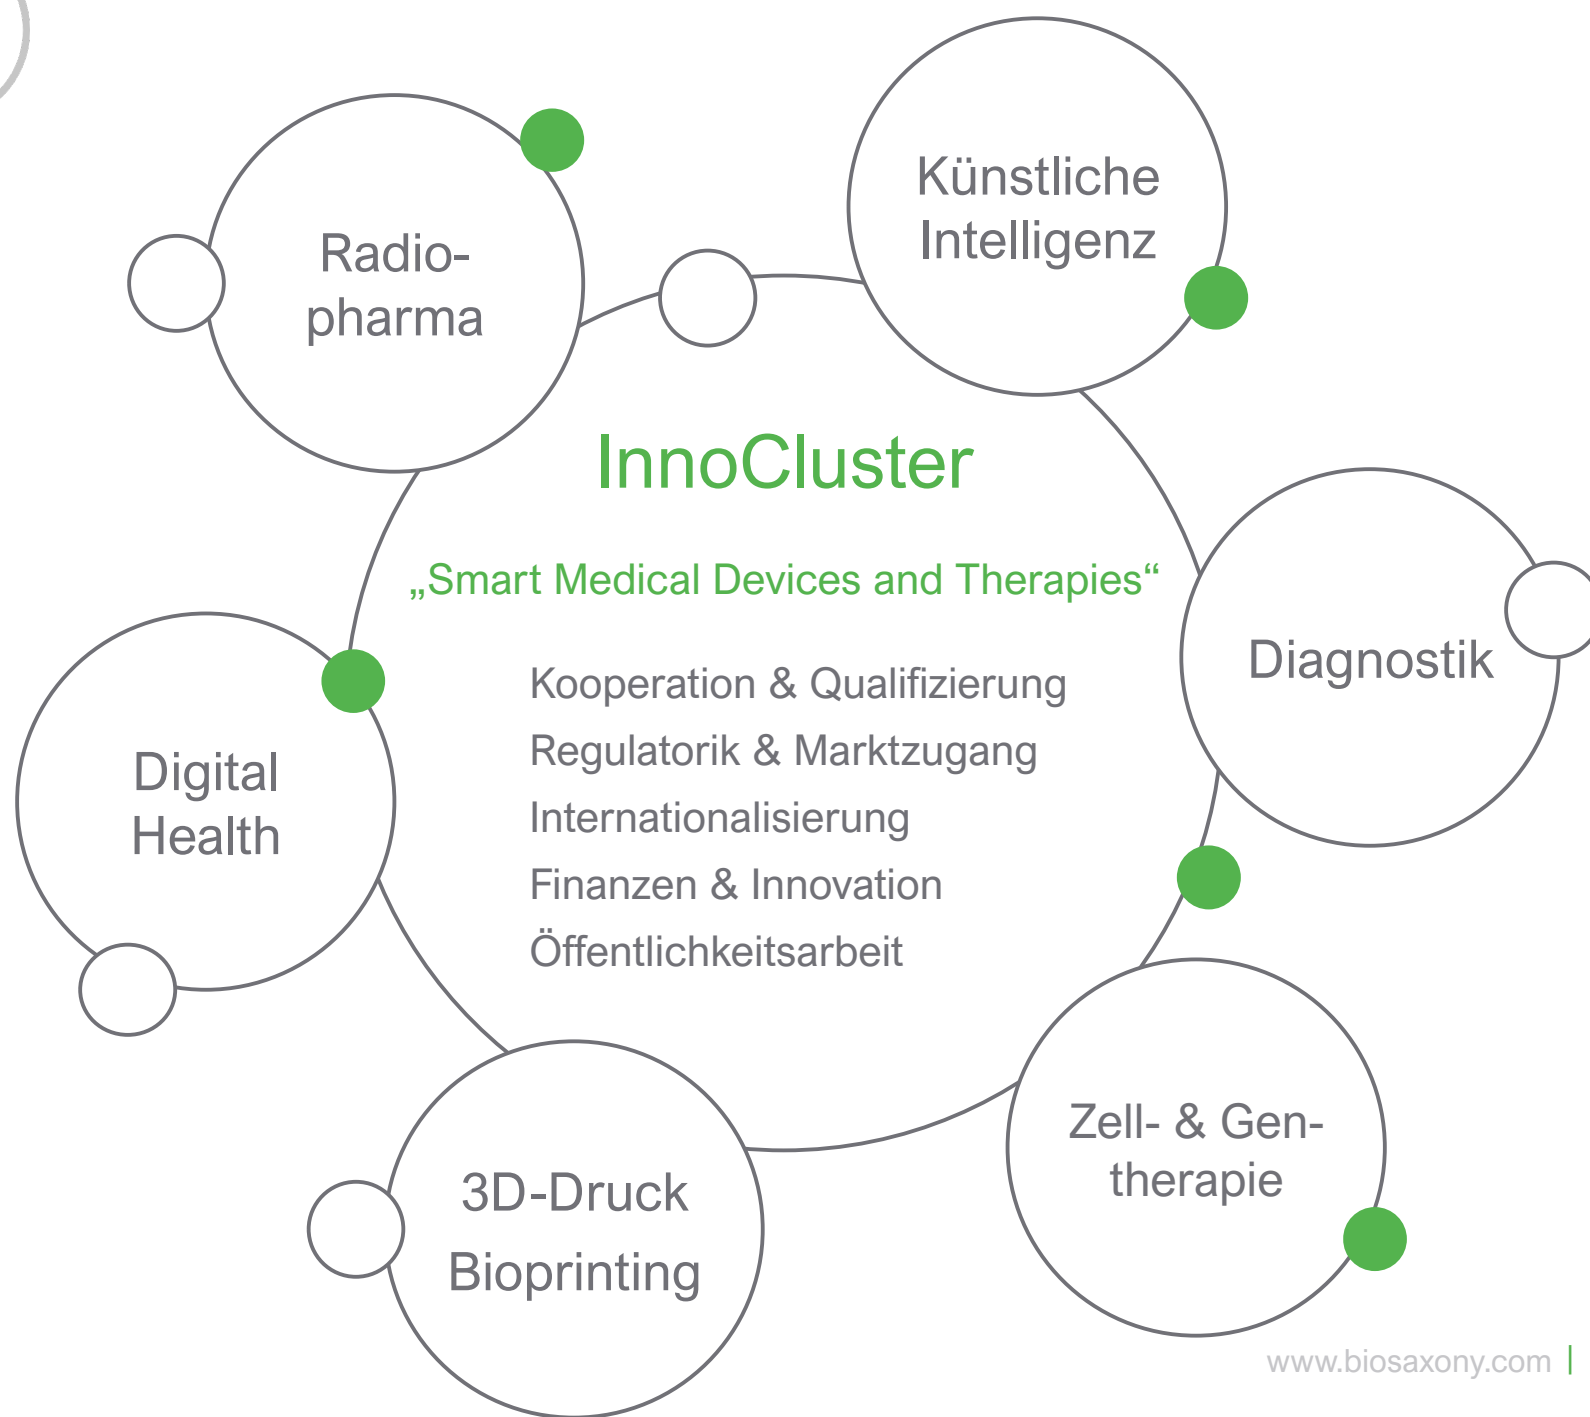 Künstliche
Intelligenz
Radio-
pharma
InnoCluster
„Smart Medical Devices and Therapies“
Diagnostik
Kooperation & Qualifizierung
Regulatorik & Marktzugang
Internationalisierung
Finanzen & Innovation
Öffentlichkeitsarbeit
Digital
Health
Zell- & Gen-
therapie
3D-Druck
Bioprinting
www.biosaxony.com |